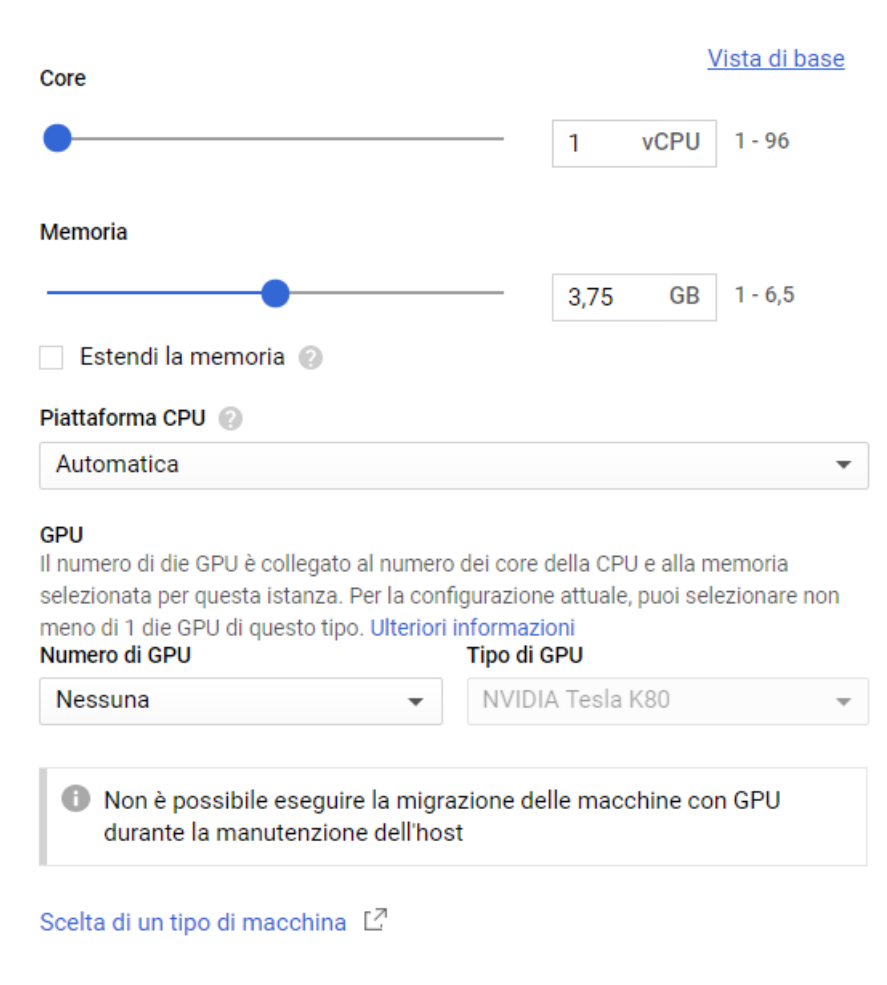 Vista di base
Core
1 vCPU 1 - 96
Memoria
3,75 GB 1 - 6,5
Estendi la memoria ?
Piattaforma CPU ?
Automatica
GPU
Il numero di die GPU è collegato al numero dei core della CPU e alla memoria
selezionata per questa istanza. Per la configurazione attuale, puoi selezionare non
meno di 1 die GPU di questo tipo. Ulteriori informazioni
Numero di GPU Tipo di GPU
Nessuna NVIDIA Tesla K80
Non è possibile eseguire la migrazione delle macchine con GPU
durante la manutenzione dell'host
Scelta di un tipo di macchina